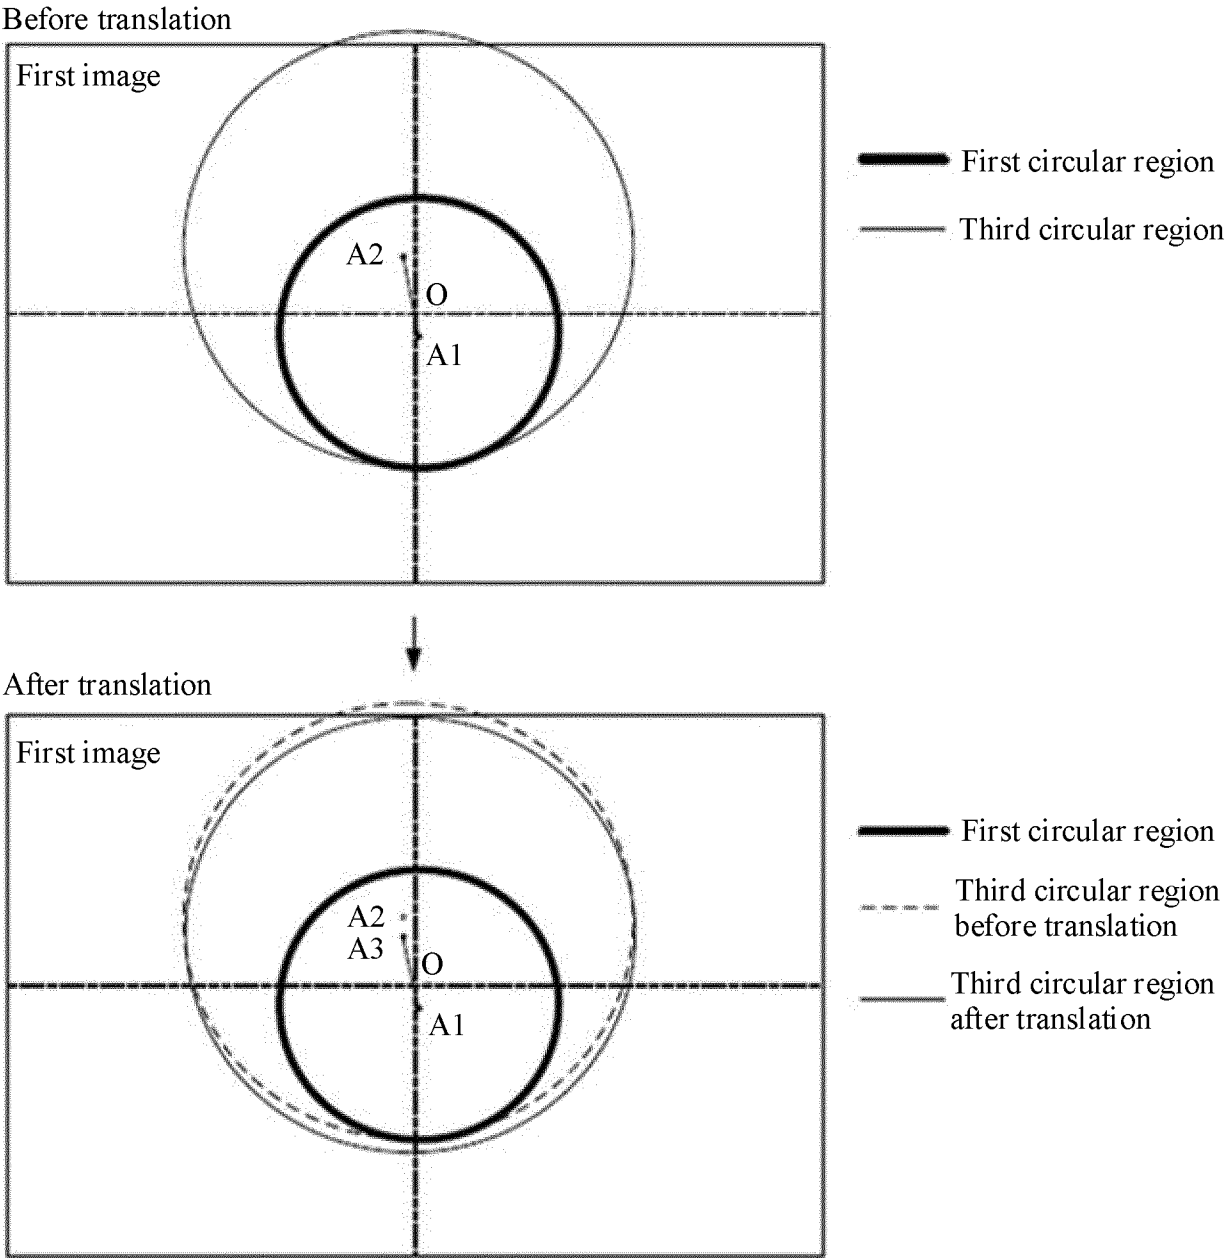 Before translation
First image
First circular region
Third circular region
A2
O
A1
After translation
First image
First circular region
Third circular region
before translation
Third circular region
after translation
A2
A3
O
A1